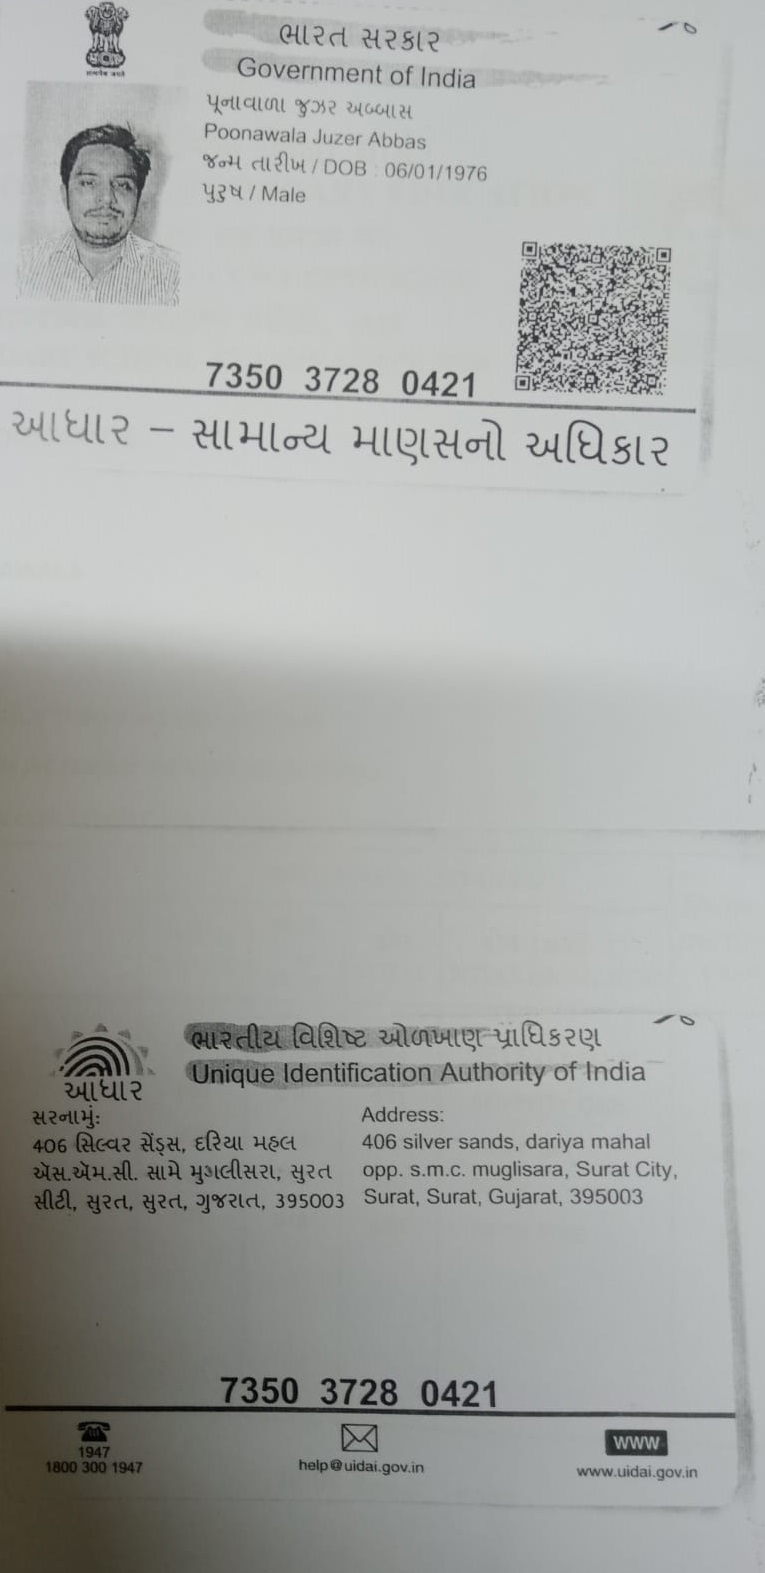 ભારત સરકાર
Government of India
પૂનાવાળા જુઝર અબ્બાસ
Poonawala Juzer Abbas
જન્મ તારીખ / DOB : 06/01/1976
પુરુષ / Male
7350 3728 0421
આધાર – સામાન્ય માણસનો અધિકાર
ભારતીય વિશિષ્ટ ઓળખાણ પ્રાધિકરણ
Unique Identification Authority of India
આધાર
સરનામું:
406 સિલ્વર સેંડ્સ, દરિયા મહલ
એસ.એમ.સી. સામે મુગલીસરા, સુરત
સીટી, સુરત, સુરત, ગુજરાત, 395003
Address:
406 silver sands, dariya mahal
opp. s.m.c. muglisara, Surat City,
Surat, Surat, Gujarat, 395003
7350 3728 0421
1947
1800 300 1947
help@uidai.gov.in
www
www.uidai.gov.in